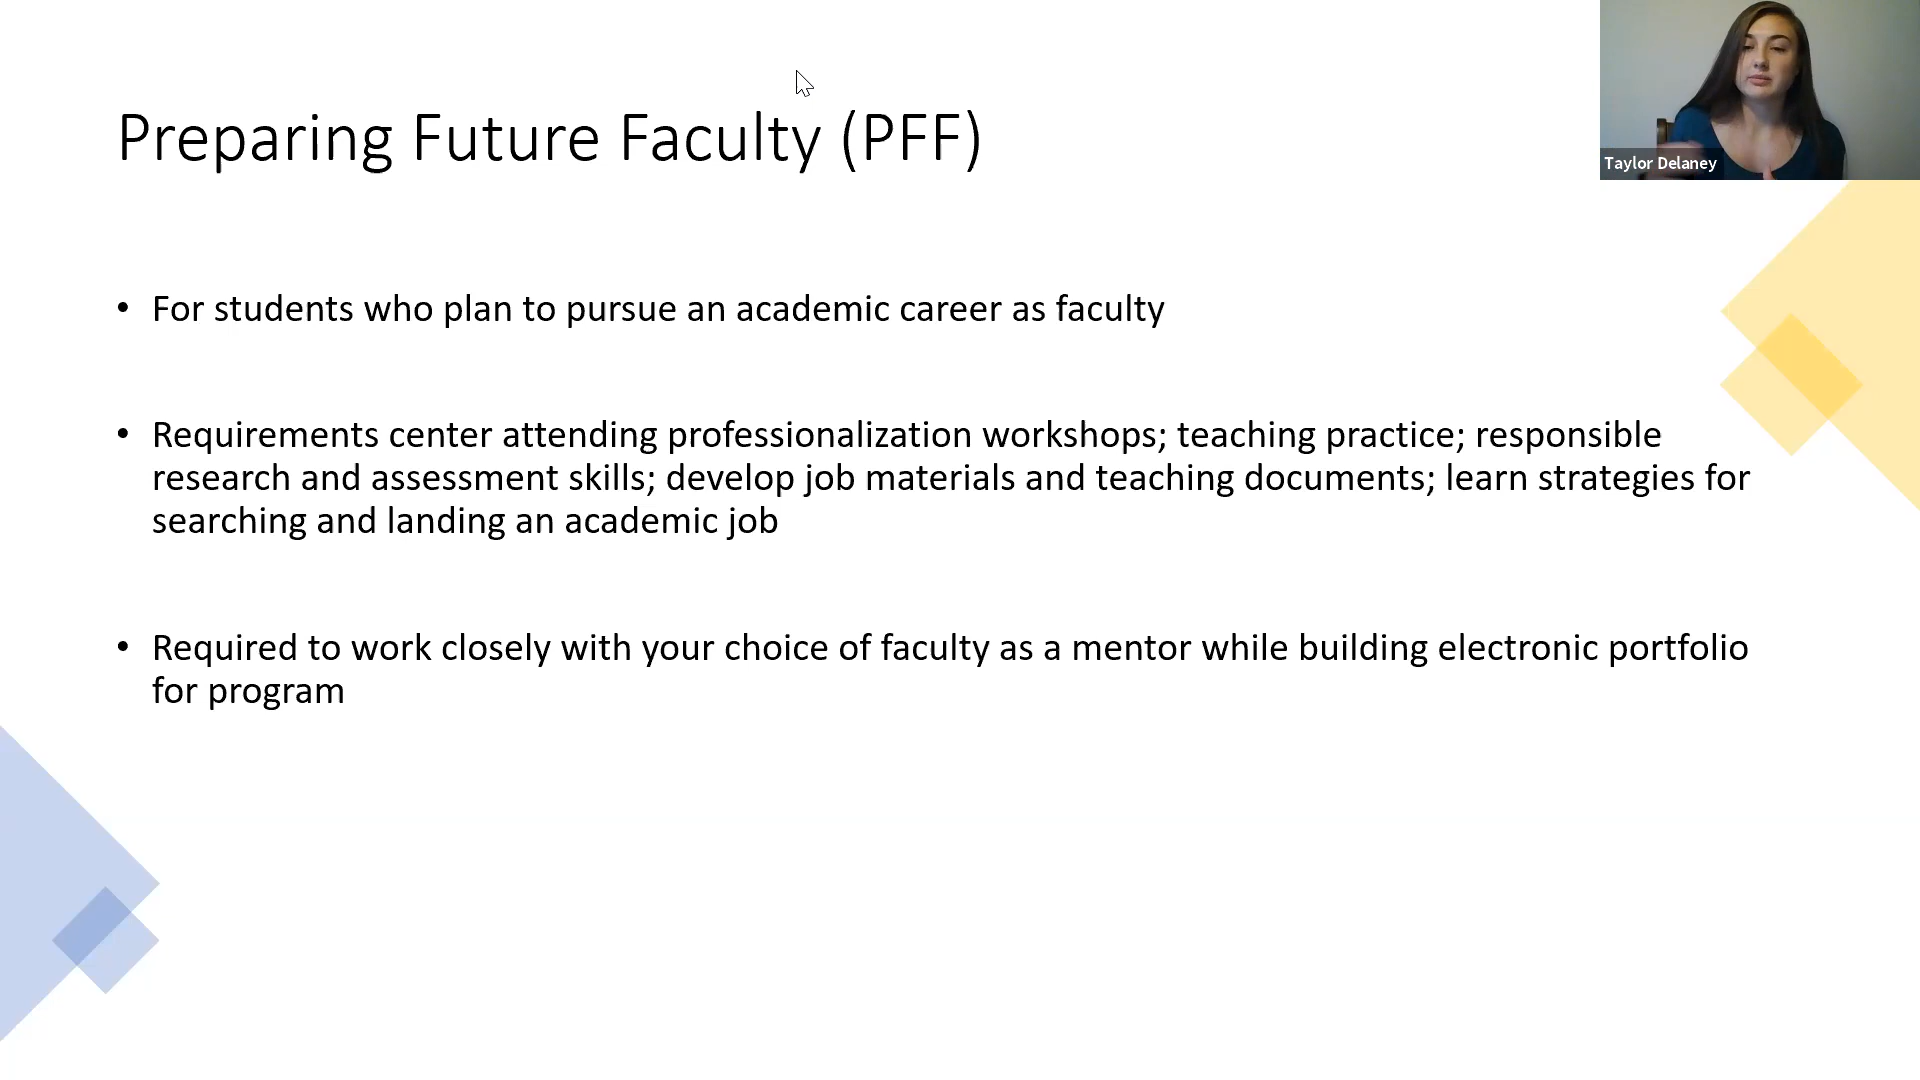 Preparing Future Faculty (PFF)
Taylor Delaney
• For students who plan to pursue an academic career as faculty
• Requirements center attending professionalization workshops; teaching practice; responsible
research and assessment skills; develop job materials and teaching documents; learn strategies for
searching and landing an academic job
• Required to work closely with your choice of faculty as a mentor while building electronic portfolio
for program